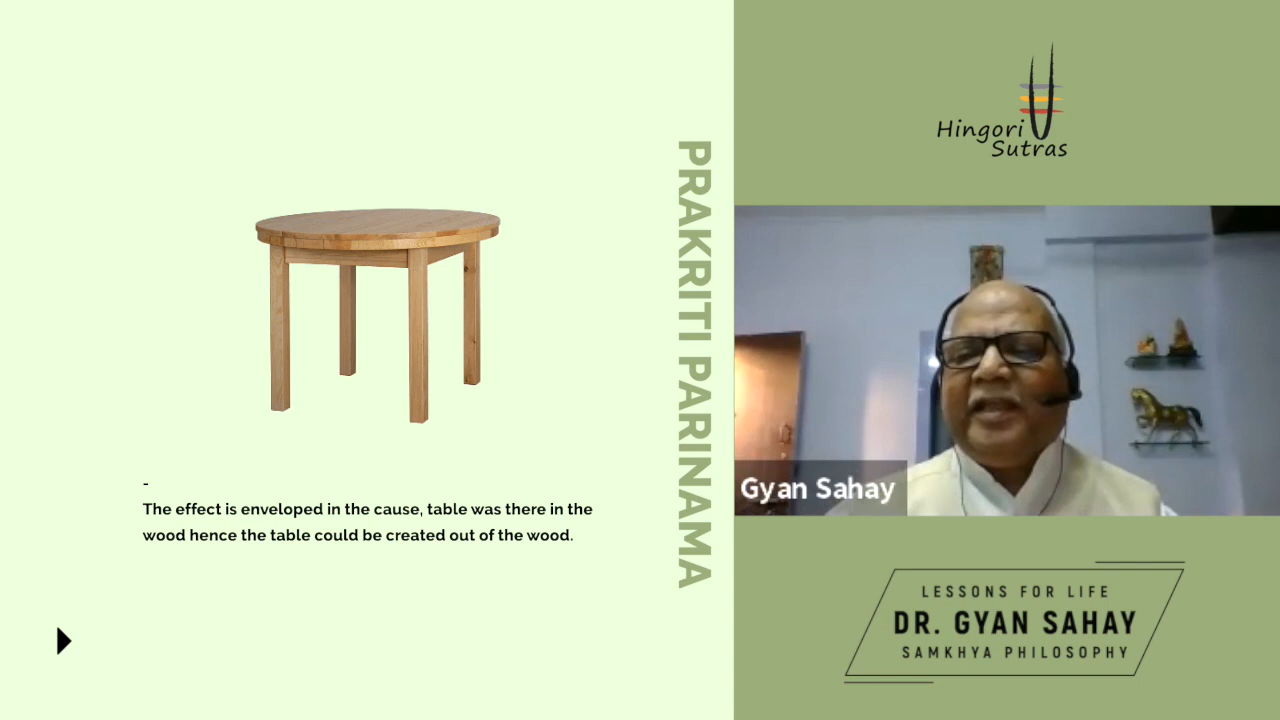 -
The effect is enveloped in the cause, table was there in the
wood hence the table could be created out of the wood.
PRAKRITI PARINAMA
Hingori
Sutras
Gyan Sahay
LESSONS FOR LIFE
DR. GYAN SAHAY
SAMKHYA PHILOSOPHY